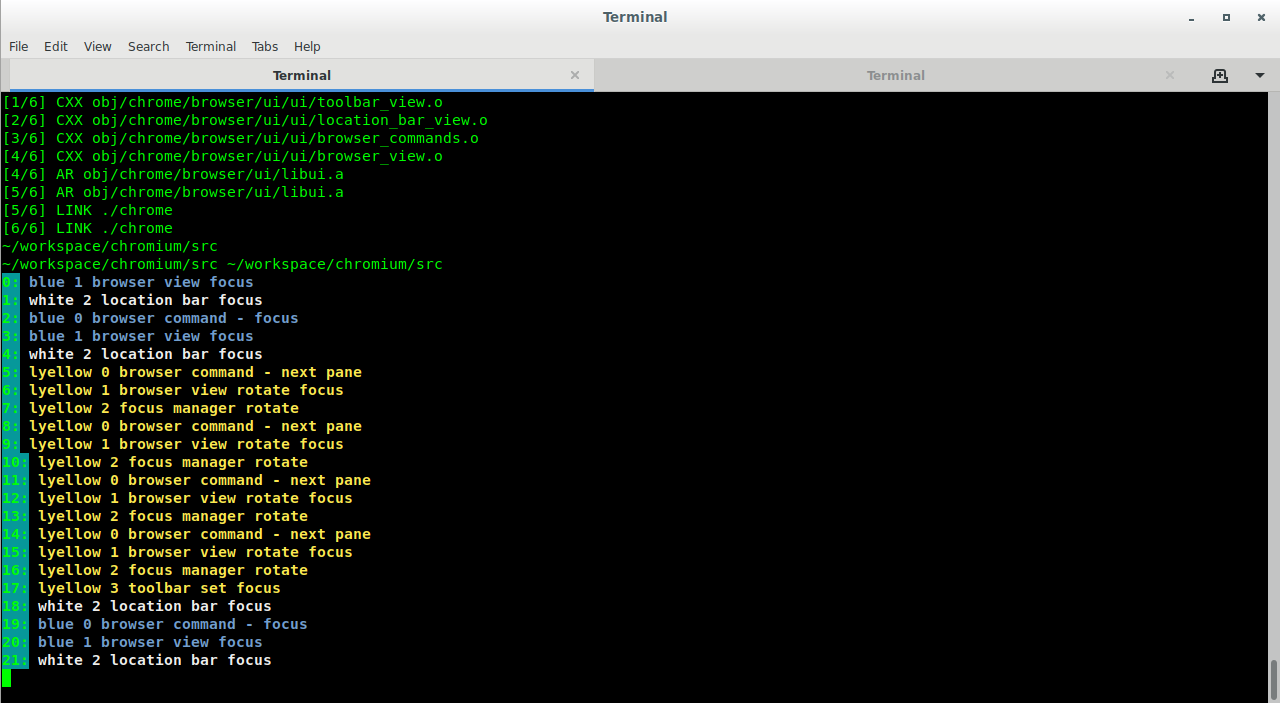 Terminal
File Edit View Search Terminal Tabs Help
Terminal Terminal
[1/6] CXX obj/chrome/browser/ui/ui/toolbar_view.o
[2/6] CXX obj/chrome/browser/ui/ui/location_bar_view.o
[3/6] CXX obj/chrome/browser/ui/ui/browser_commands.o
[4/6] CXX obj/chrome/browser/ui/ui/browser_view.o
[4/6] AR obj/chrome/browser/ui/libui.a
[5/6] AR obj/chrome/browser/ui/libui.a
[5/6] LINK ./chrome
[6/6] LINK ./chrome
~/workspace/chromium/src
~/workspace/chromium/src ~/workspace/chromium/src
0: blue 1 browser view focus
1: white 2 location bar focus
2: blue 0 browser command - focus
3: blue 1 browser view focus
4: white 2 location bar focus
5: lyellow 0 browser command - next pane
6: lyellow 1 browser view rotate focus
7: lyellow 2 focus manager rotate
8: lyellow 0 browser command - next pane
9: lyellow 1 browser view rotate focus
10: lyellow 2 focus manager rotate
11: lyellow 0 browser command - next pane
12: lyellow 1 browser view rotate focus
13: lyellow 2 focus manager rotate
14: lyellow 0 browser command - next pane
15: lyellow 1 browser view rotate focus
16: lyellow 2 focus manager rotate
17: lyellow 3 toolbar set focus
18: white 2 location bar focus
19: blue 0 browser command - focus
20: blue 1 browser view focus
21: white 2 location bar focus